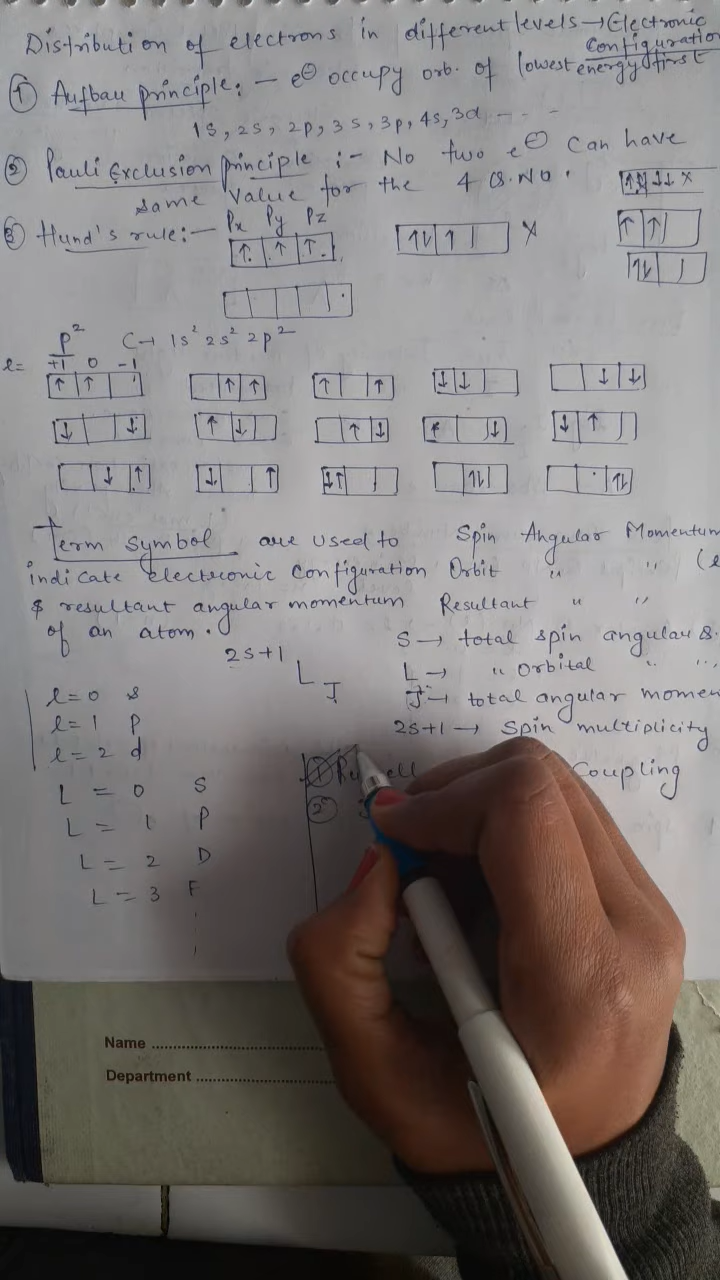 Distribution of electrons in different levels → Electronic
Configuration
① Aufbau principle :- e⊖ occupy orb. of lowest energy first
1s, 2s, 2p, 3s, 3p, 4s, 3d, - - -
② Pauli Exclusion principle :- No two e⊖ can have
same value for the 4 Q.No.
↑↓ ↓↓ x
Px Py Pz
③ Hund's rule :- ↑ ↑ ↑ ↑↓ ↑ x ↑ ↑
↑↓
p² C→ 1s² 2s² 2p²
l= +1 0 -1
↑ ↑ ↑ ↑ ↑ ↑ ↓ ↓ ↓ ↓
↓ ↓ ↑ ↓ ↑ ↓ ↑ ↓ ↓ ↑
↓ ↑ ↓ ↑ ↓↑ ↑↓ ↑↓
Term symbol are used to
indicate electronic configuration
& resultant angular momentum
of an atom.
Spin Angular Momentum
Orbit " " (l
Resultant " "
2S+1
L
J
S → total spin angular
L → " Orbital " "
J → total angular momen
2S+1 → Spin multiplicity
l = 0 s
l = 1 p
l = 2 d
L = 0 S
L = 1 P
L = 2 D
L = 3 F
① Coupling
②
Name
Department